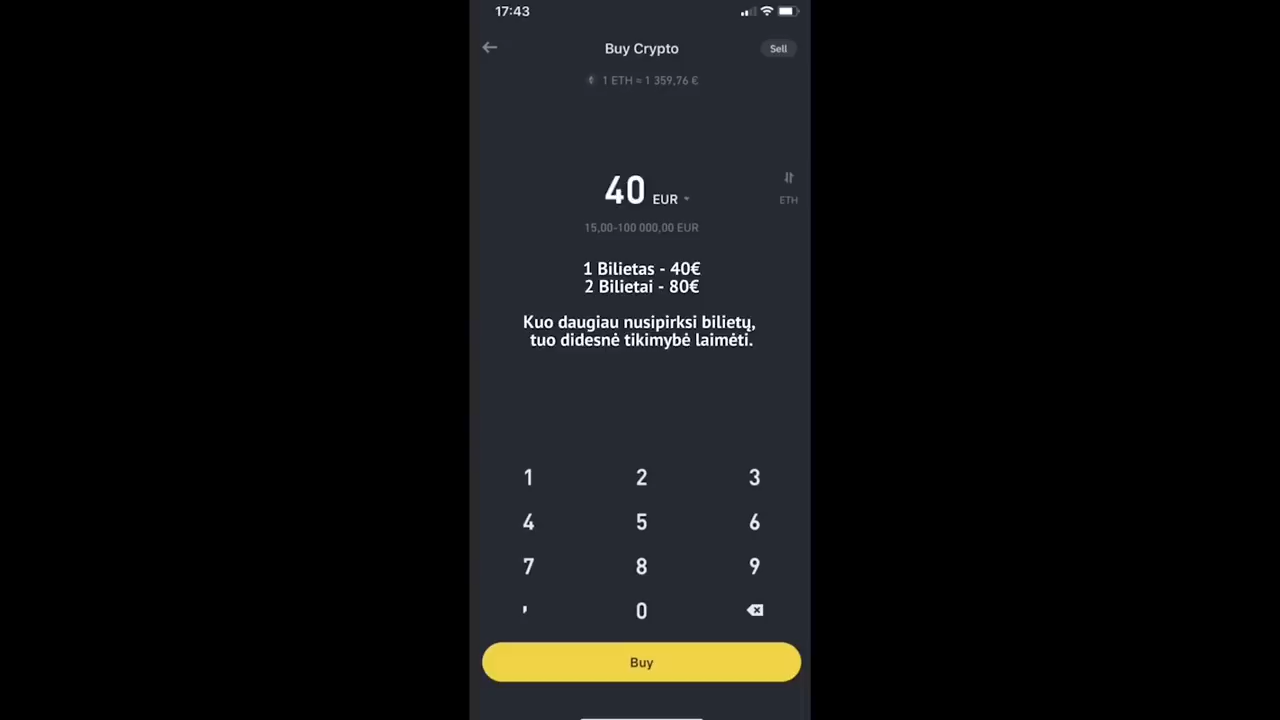 17:43
Buy Crypto
Sell
1 ETH ≈ 1 359,76 €
40 EUR
ETH
15,00-100 000,00 EUR
1 Bilietas - 40€
2 Bilietai - 80€
Kuo daugiau nusipirksi bilietų,
tuo didesnė tikimybė laimėti.
1 2 3
4 5 6
7 8 9
, 0
Buy